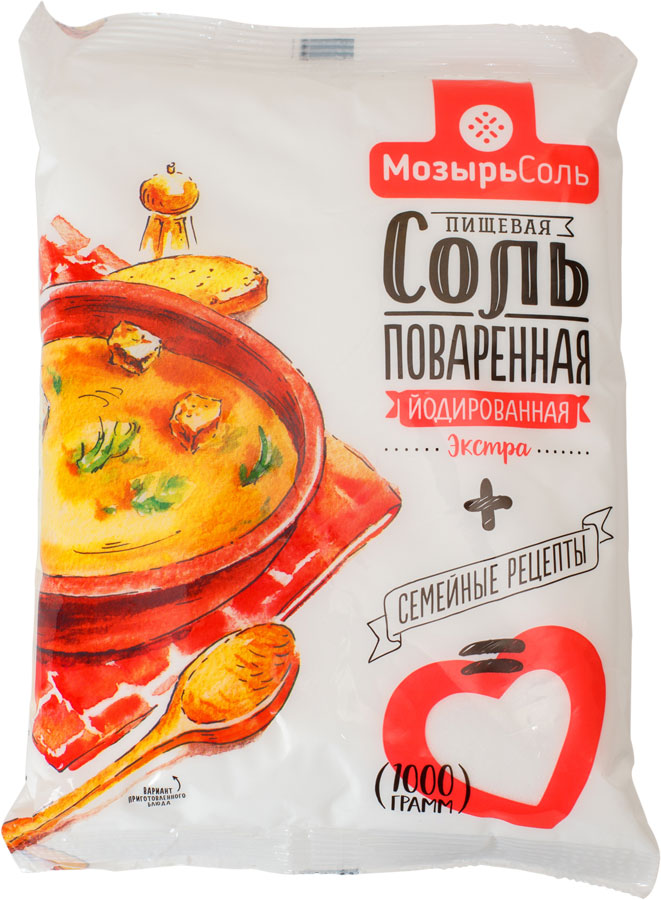 МозырьСоль
ПИЩЕВАЯ
Соль
ПОВАРЕННАЯ
ЙОДИРОВАННАЯ
Экстра
+
СЕМЕЙНЫЕ РЕЦЕПТЫ
=
(1000
ГРАММ)
ВАРИАНТ
ПРИГОТОВЛЕННОГО
БЛЮДА